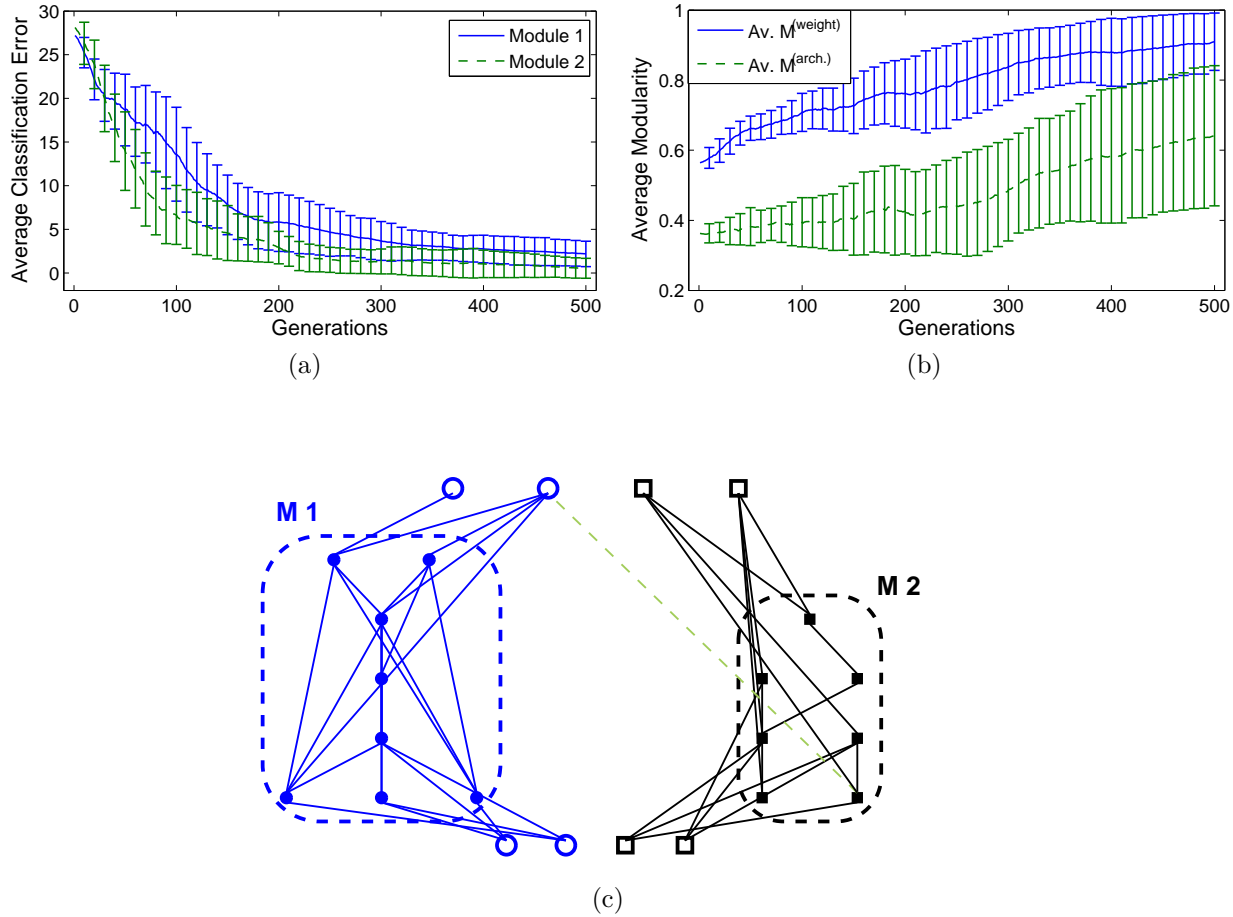 30
25
20
15
10
5
0
0 100 200 300 400 500
Average Classification Error
Generations
Module 1
Module 2
(a)
1
0.8
0.6
0.4
0.2
0 100 200 300 400 500
Average Modularity
Generations
Av. M(weight)
Av. M(arch.)
(b)
M 1
M 2
(c)